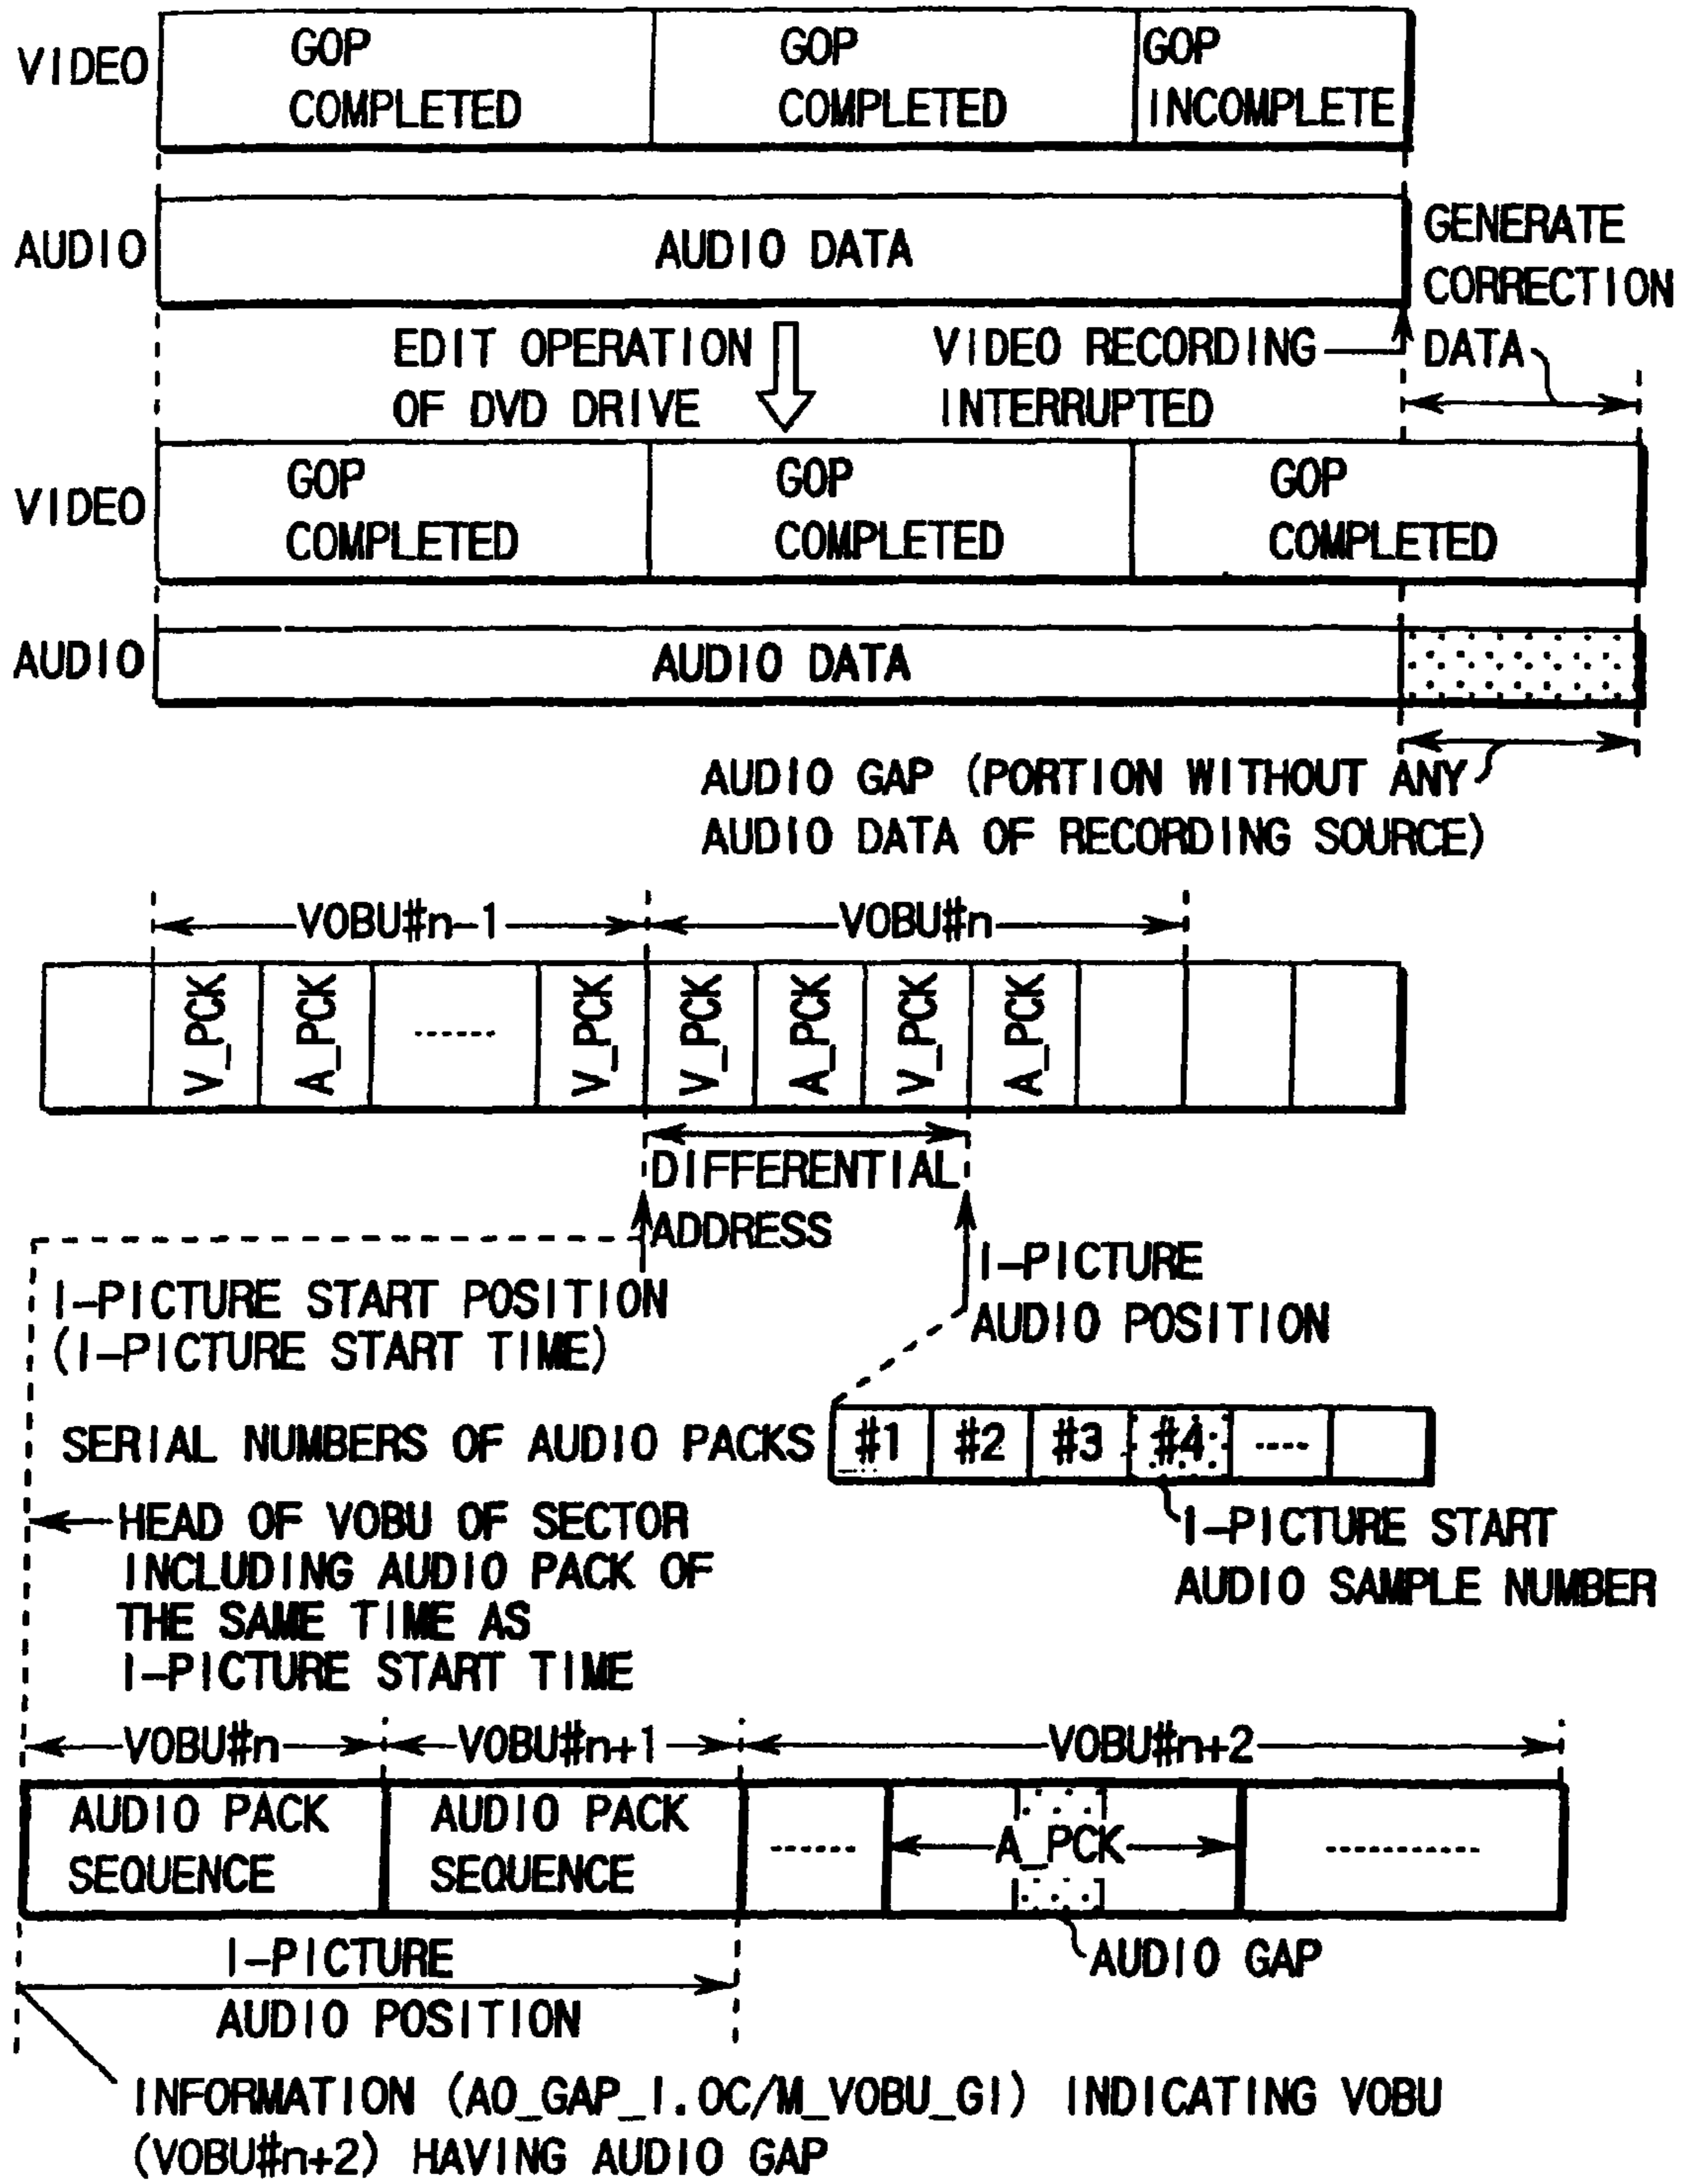 VIDEO
GOP
COMPLETED
GOP
COMPLETED
GOP
INCOMPLETE
AUDIO
AUDIO DATA
GENERATE
CORRECTION
DATA
EDIT OPERATION
OF DVD DRIVE
VIDEO RECORDING
INTERRUPTED
VIDEO
GOP
COMPLETED
GOP
COMPLETED
GOP
COMPLETED
AUDIO
AUDIO DATA
AUDIO GAP (PORTION WITHOUT ANY
AUDIO DATA OF RECORDING SOURCE)
VOBU#n-1
VOBU#n
V_PCK
A_PCK
V_PCK
V_PCK
A_PCK
V_PCK
A_PCK
DIFFERENTIAL
ADDRESS
I-PICTURE START POSITION
(I-PICTURE START TIME)
I-PICTURE
AUDIO POSITION
SERIAL NUMBERS OF AUDIO PACKS
#1
#2
#3
#4
I-PICTURE START
AUDIO SAMPLE NUMBER
HEAD OF VOBU OF SECTOR
INCLUDING AUDIO PACK OF
THE SAME TIME AS
I-PICTURE START TIME
VOBU#n
VOBU#n+1
VOBU#n+2
AUDIO PACK
SEQUENCE
AUDIO PACK
SEQUENCE
A_PCK
AUDIO GAP
I-PICTURE
AUDIO POSITION
INFORMATION (A0_GAP_I.OC/M_VOBU_GI) INDICATING VOBU
(VOBU#n+2) HAVING AUDIO GAP